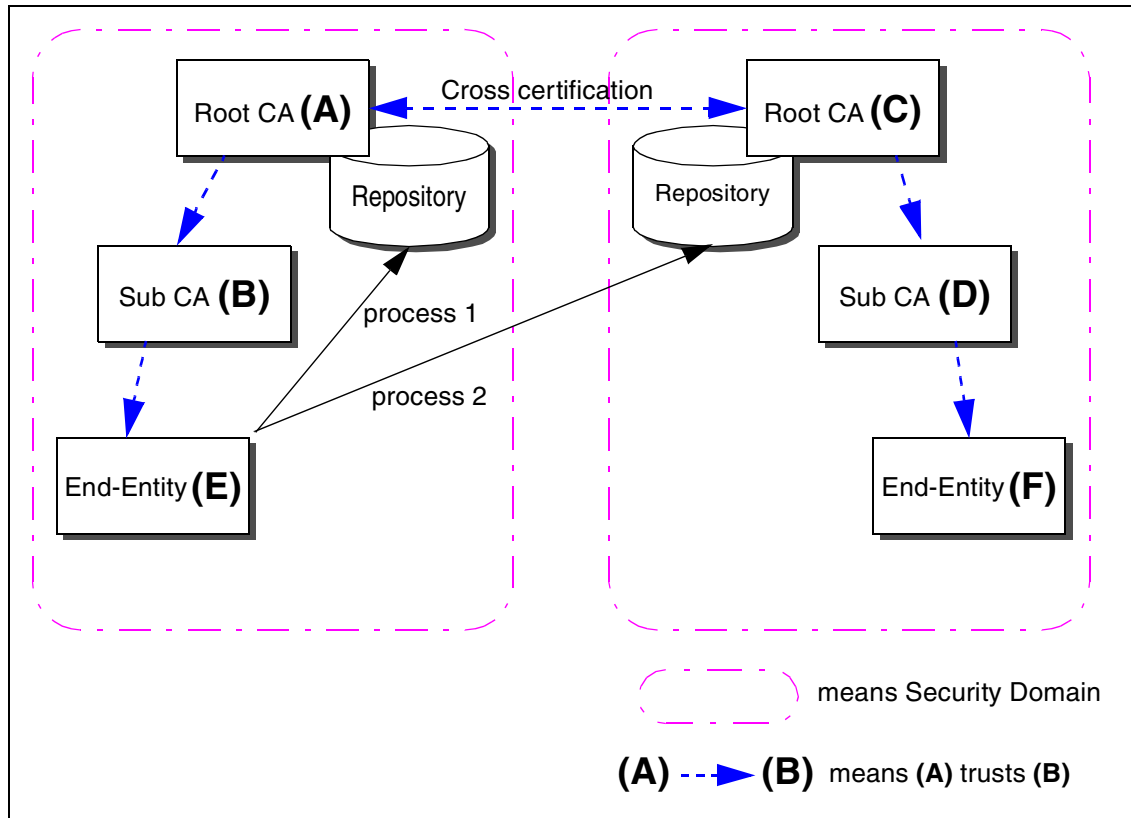 Cross certification
Root CA (A)
Root CA (C)
Repository
Repository
Sub CA (B)
Sub CA (D)
process 1
process 2
End-Entity (E)
End-Entity (F)
means Security Domain
(A) (B) means (A) trusts (B)